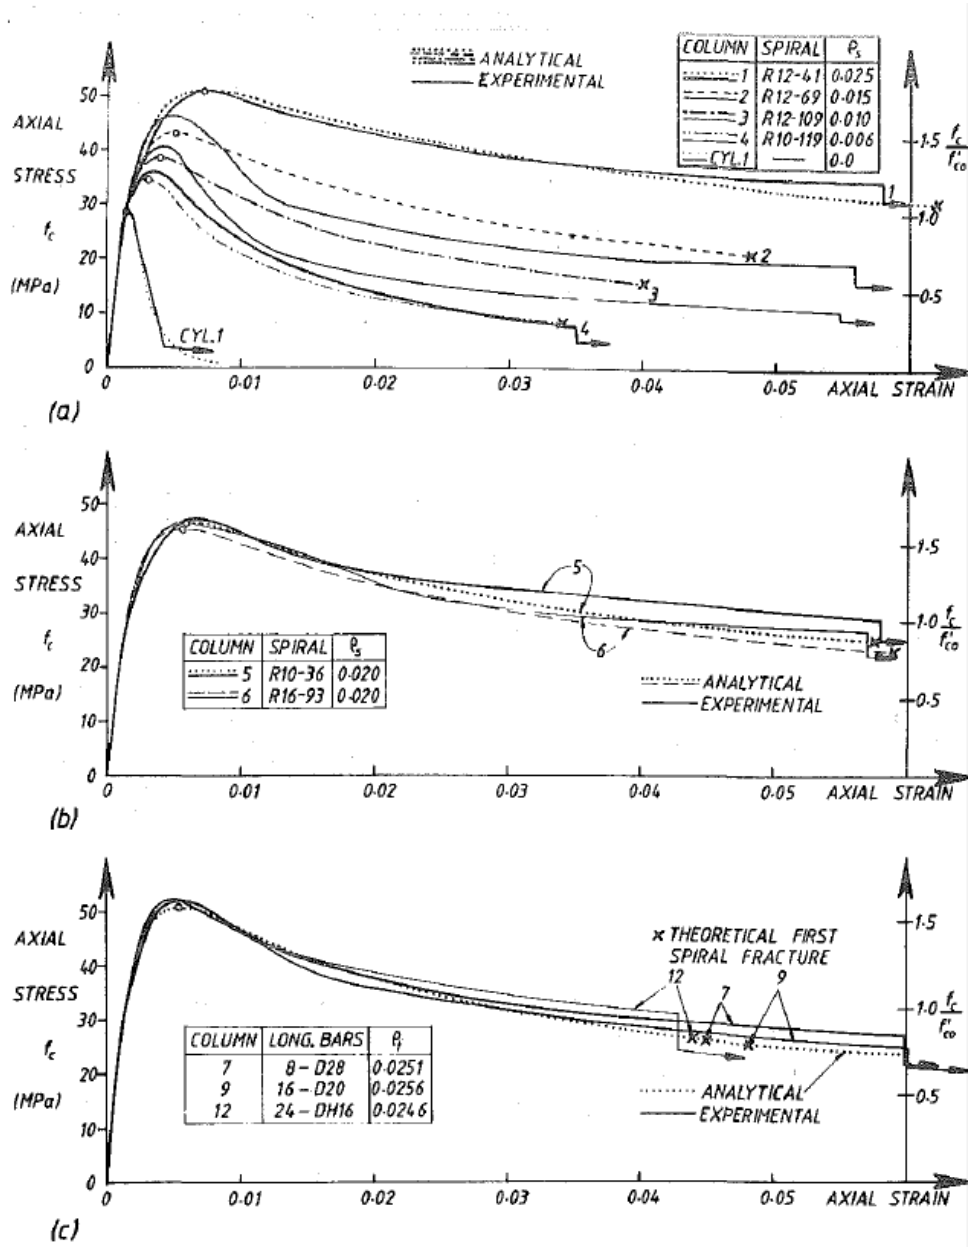 ANALYTICAL
EXPERIMENTAL
COLUMN SPIRAL ρs
1 R12-41 0.025
2 R12-69 0.015
3 R12-109 0.010
4 R10-119 0.006
CYL.1 — 0.0
AXIAL
STRESS
fc
(MPa)
50
40
30
20
10
0
1.5
1.0
0.5
fc/f'co
1
2
3
4
CYL.1
0 0.01 0.02 0.03 0.04 0.05 AXIAL STRAIN
(a)
AXIAL
STRESS
fc
(MPa)
50
40
30
20
10
0
1.5
1.0
0.5
fc/f'co
5
6
COLUMN SPIRAL ρs
5 R10-36 0.020
6 R16-93 0.020
ANALYTICAL
EXPERIMENTAL
0 0.01 0.02 0.03 0.04 0.05 AXIAL STRAIN
(b)
AXIAL
STRESS
fc
(MPa)
50
40
30
20
10
0
1.5
1.0
0.5
fc/f'co
× THEORETICAL FIRST
SPIRAL FRACTURE
12 7 9
COLUMN LONG. BARS ρt
7 8-D28 0.0251
9 16-D20 0.0256
12 24-DH16 0.0246
ANALYTICAL
EXPERIMENTAL
0 0.01 0.02 0.03 0.04 0.05 AXIAL STRAIN
(c)